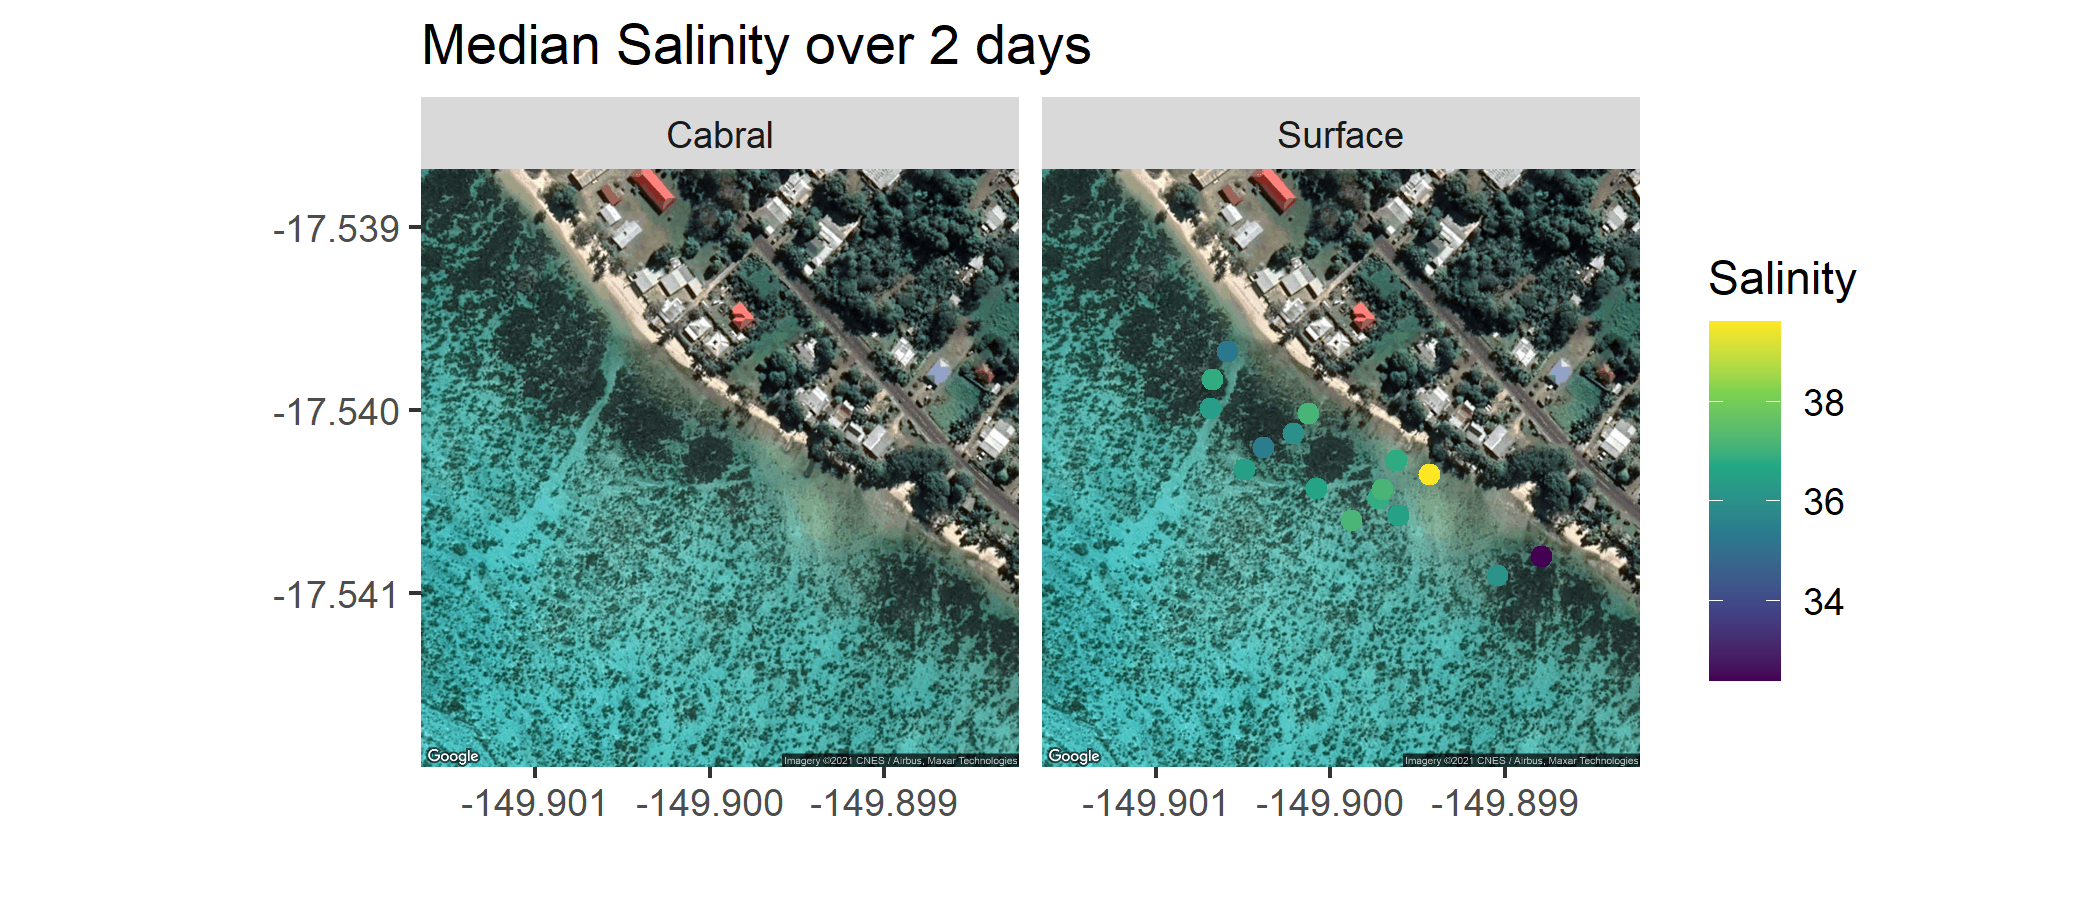 Median Salinity over 2 days
Cabral
Surface
-17.539
-17.540
-17.541
Google
Imagery ©2021 CNES / Airbus, Maxar Technologies
Google
Imagery ©2021 CNES / Airbus, Maxar Technologies
-149.901
-149.900
-149.899
-149.901
-149.900
-149.899
Salinity
38
36
34